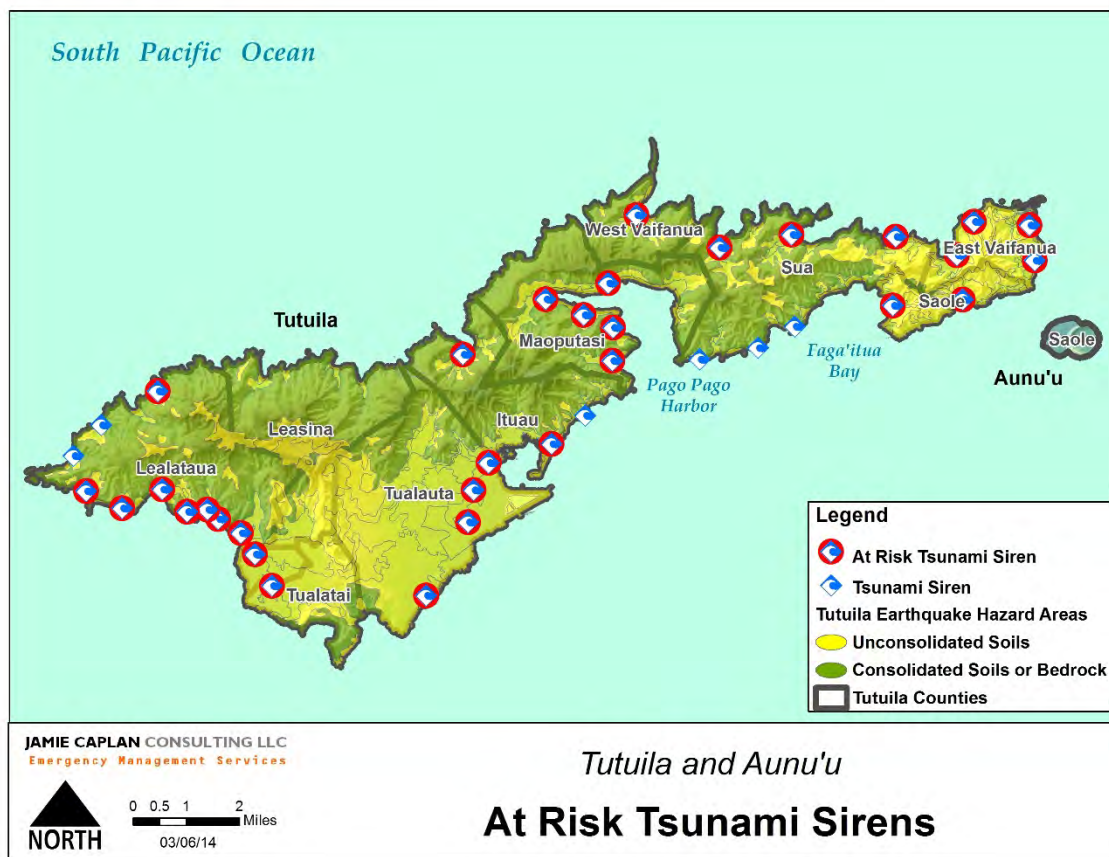 South Pacific Ocean
West Vaifanua
East Vaifanua
Sua
Saole
Tutuila
Maoputasi
Saole
Faga'itua
Bay
Aunu'u
Pago Pago
Harbor
Ituau
Leasina
Lealataua
Tualauta
Tualatai
Legend
At Risk Tsunami Siren
Tsunami Siren
Tutuila Earthquake Hazard Areas
Unconsolidated Soils
Consolidated Soils or Bedrock
Tutuila Counties
JAMIE CAPLAN CONSULTING LLC
Emergency Management Services
NORTH
0 0.5 1 2
Miles
03/06/14
Tutuila and Aunu'u
At Risk Tsunami Sirens